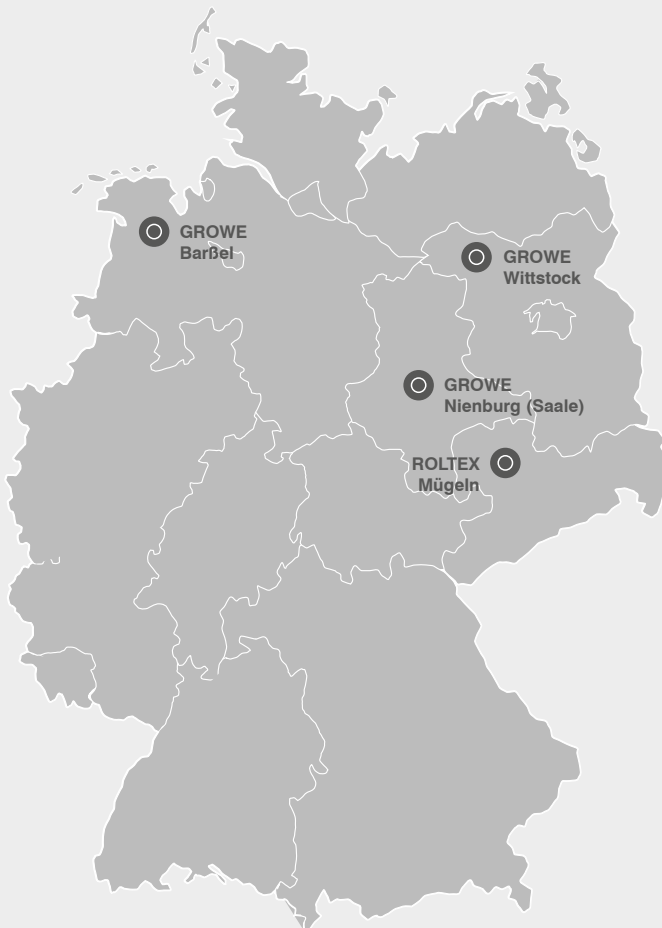 GROWE
Barßel
GROWE
Wittstock
GROWE
Nienburg (Saale)
ROLTEX
Mügeln